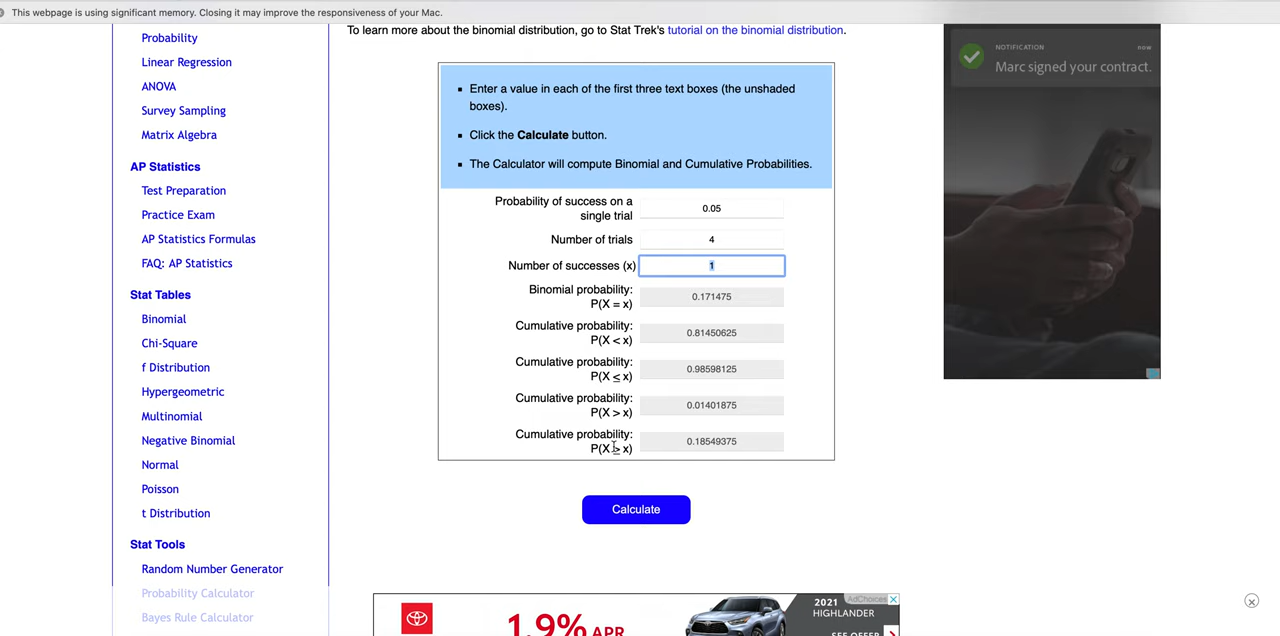 This webpage is using significant memory. Closing it may improve the responsiveness of your Mac.
To learn more about the binomial distribution, go to Stat Trek's tutorial on the binomial distribution.
Probability
Linear Regression
ANOVA
Survey Sampling
Matrix Algebra
AP Statistics
Test Preparation
Practice Exam
AP Statistics Formulas
FAQ: AP Statistics
Stat Tables
Binomial
Chi-Square
f Distribution
Hypergeometric
Multinomial
Negative Binomial
Normal
Poisson
t Distribution
Stat Tools
Random Number Generator
Probability Calculator
Bayes Rule Calculator
▪ Enter a value in each of the first three text boxes (the unshaded
boxes).
▪ Click the Calculate button.
▪ The Calculator will compute Binomial and Cumulative Probabilities.
Probability of success on a
single trial 0.05
Number of trials 4
Number of successes (x) 1
Binomial probability:
P(X = x) 0.171475
Cumulative probability:
P(X < x) 0.81450625
Cumulative probability:
P(X ≤ x) 0.98598125
Cumulative probability:
P(X > x) 0.01401875
Cumulative probability:
P(X ≥ x) 0.18549375
Calculate
NOTIFICATION now
Marc signed your contract.
1.9% APR
2021
HIGHLANDER
SEE OFFER
AdChoices